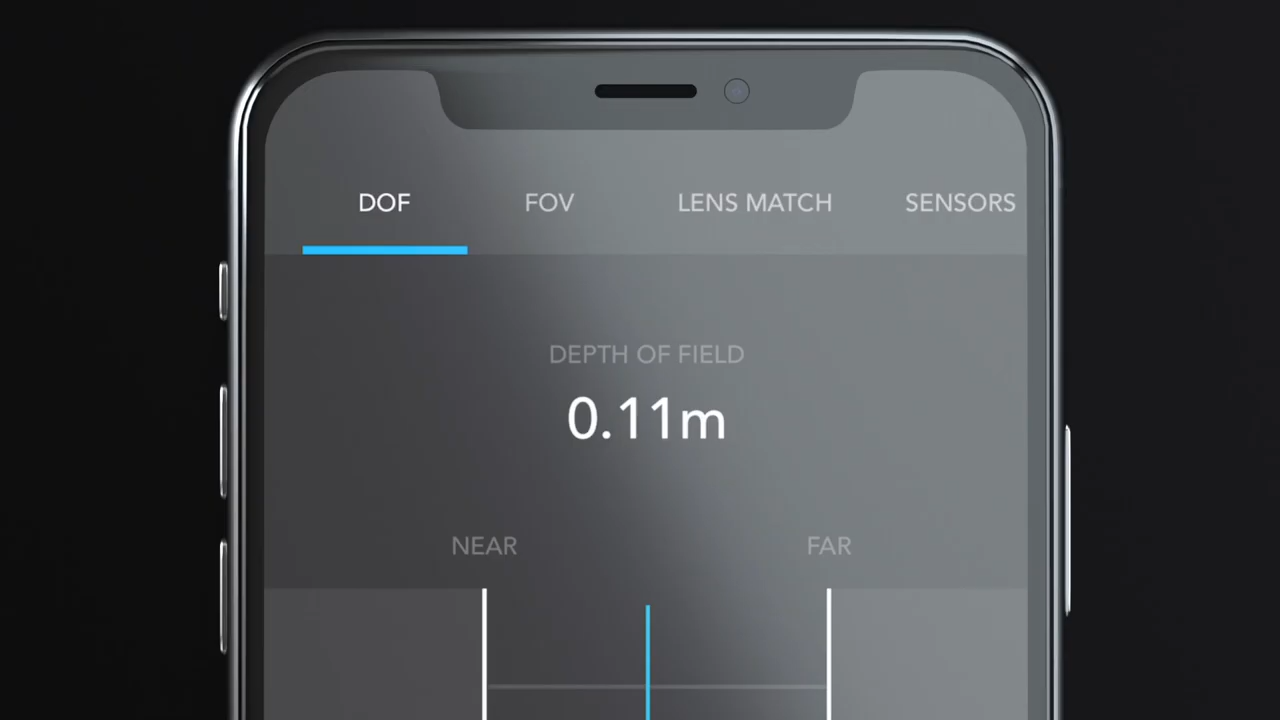 DOF FOV LENS MATCH SENSORS
DEPTH OF FIELD
0.11m
NEAR FAR